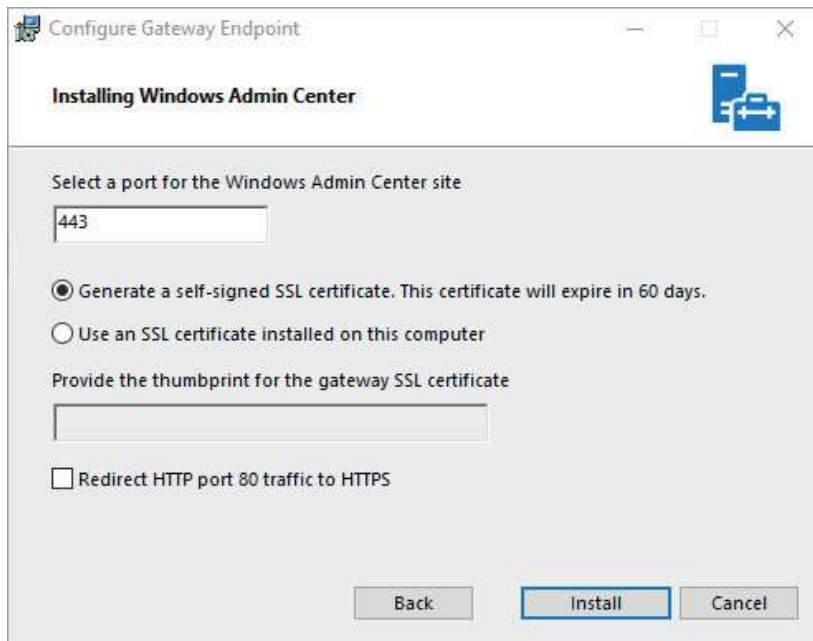 Configure Gateway Endpoint
Installing Windows Admin Center
Select a port for the Windows Admin Center site
443
Generate a self-signed SSL certificate. This certificate will expire in 60 days.
Use an SSL certificate installed on this computer
Provide the thumbprint for the gateway SSL certificate
Redirect HTTP port 80 traffic to HTTPS
Back Install Cancel